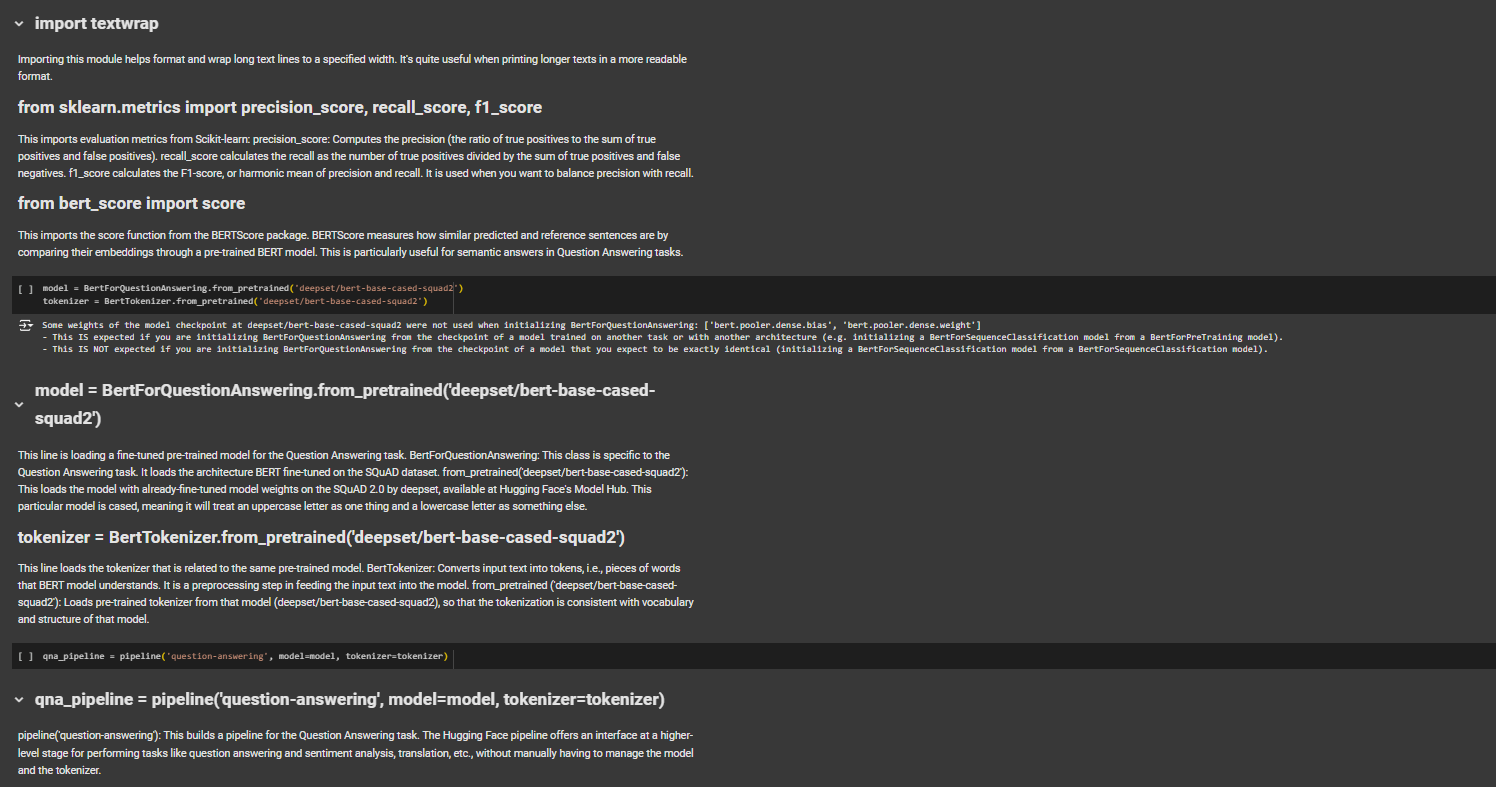 import textwrap
Importing this module helps format and wrap long text lines to a specified width. It's quite useful when printing longer texts in a more readable
format.
from sklearn.metrics import precision_score, recall_score, f1_score
This imports evaluation metrics from Scikit-learn: precision_score: Computes the precision (the ratio of true positives to the sum of true
positives and false positives). recall_score calculates the recall as the number of true positives divided by the sum of true positives and false
negatives. f1_score calculates the F1-score, or harmonic mean of precision and recall. It is used when you want to balance precision with recall.
from bert_score import score
This imports the score function from the BERTScore package. BERTScore measures how similar predicted and reference sentences are by
comparing their embeddings through a pre-trained BERT model. This is particularly useful for semantic answers in Question Answering tasks.
[ ] model = BertForQuestionAnswering.from_pretrained('deepset/bert-base-cased-squad2')
tokenizer = BertTokenizer.from_pretrained('deepset/bert-base-cased-squad2')
Some weights of the model checkpoint at deepset/bert-base-cased-squad2 were not used when initializing BertForQuestionAnswering: ['bert.pooler.dense.bias', 'bert.pooler.dense.weight']
- This IS expected if you are initializing BertForQuestionAnswering from the checkpoint of a model trained on another task or with another architecture (e.g. initializing a BertForSequenceClassification model from a BertForPreTraining model).
- This IS NOT expected if you are initializing BertForQuestionAnswering from the checkpoint of a model that you expect to be exactly identical (initializing a BertForSequenceClassification model from a BertForSequenceClassification model).
model = BertForQuestionAnswering.from_pretrained('deepset/bert-base-cased-
squad2')
This line is loading a fine-tuned pre-trained model for the Question Answering task. BertForQuestionAnswering: This class is specific to the
Question Answering task. It loads the architecture BERT fine-tuned on the SQuAD dataset. from_pretrained('deepset/bert-base-cased-squad2'):
This loads the model with already-fine-tuned model weights on the SQuAD 2.0 by deepset, available at Hugging Face's Model Hub. This
particular model is cased, meaning it will treat an uppercase letter as one thing and a lowercase letter as something else.
tokenizer = BertTokenizer.from_pretrained('deepset/bert-base-cased-squad2')
This line loads the tokenizer that is related to the same pre-trained model. BertTokenizer: Converts input text into tokens, i.e., pieces of words
that BERT model understands. It is a preprocessing step in feeding the input text into the model. from_pretrained ('deepset/bert-base-cased-
squad2'): Loads pre-trained tokenizer from that model (deepset/bert-base-cased-squad2), so that the tokenization is consistent with vocabulary
and structure of that model.
[ ] qna_pipeline = pipeline('question-answering', model=model, tokenizer=tokenizer)
qna_pipeline = pipeline('question-answering', model=model, tokenizer=tokenizer)
pipeline('question-answering'): This builds a pipeline for the Question Answering task. The Hugging Face pipeline offers an interface at a higher-
level stage for performing tasks like question answering and sentiment analysis, translation, etc., without manually having to manage the model
and the tokenizer.